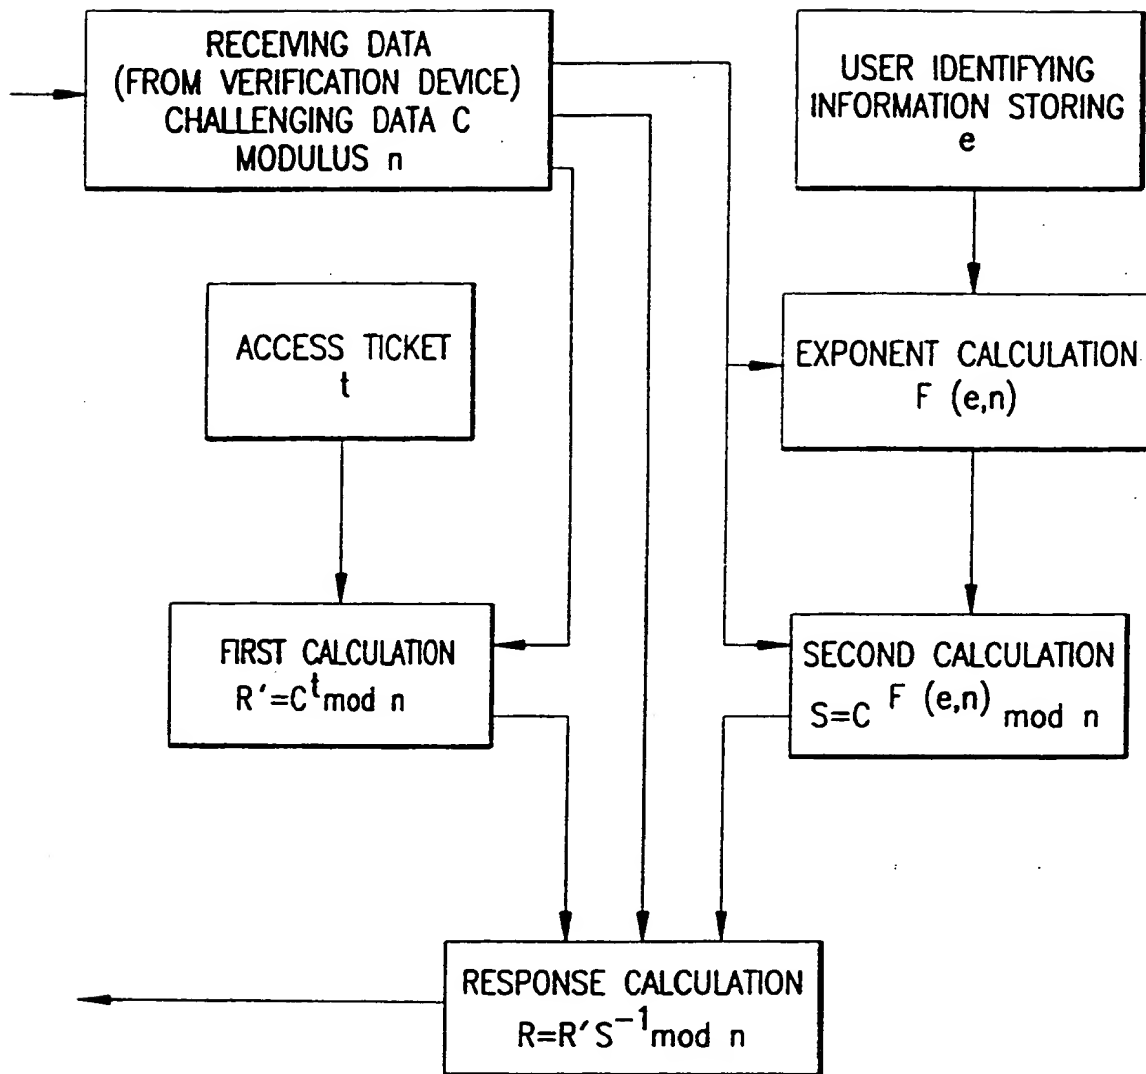 RECEIVING DATA
(FROM VERIFICATION DEVICE)
CHALLENGING DATA C
MODULUS n
USER IDENTIFYING
INFORMATION STORING
e
ACCESS TICKET
t
EXPONENT CALCULATION
F (e,n)
FIRST CALCULATION
R′=C^t mod n
SECOND CALCULATION
S=C^F (e,n) mod n
RESPONSE CALCULATION
R=R′S^-1 mod n